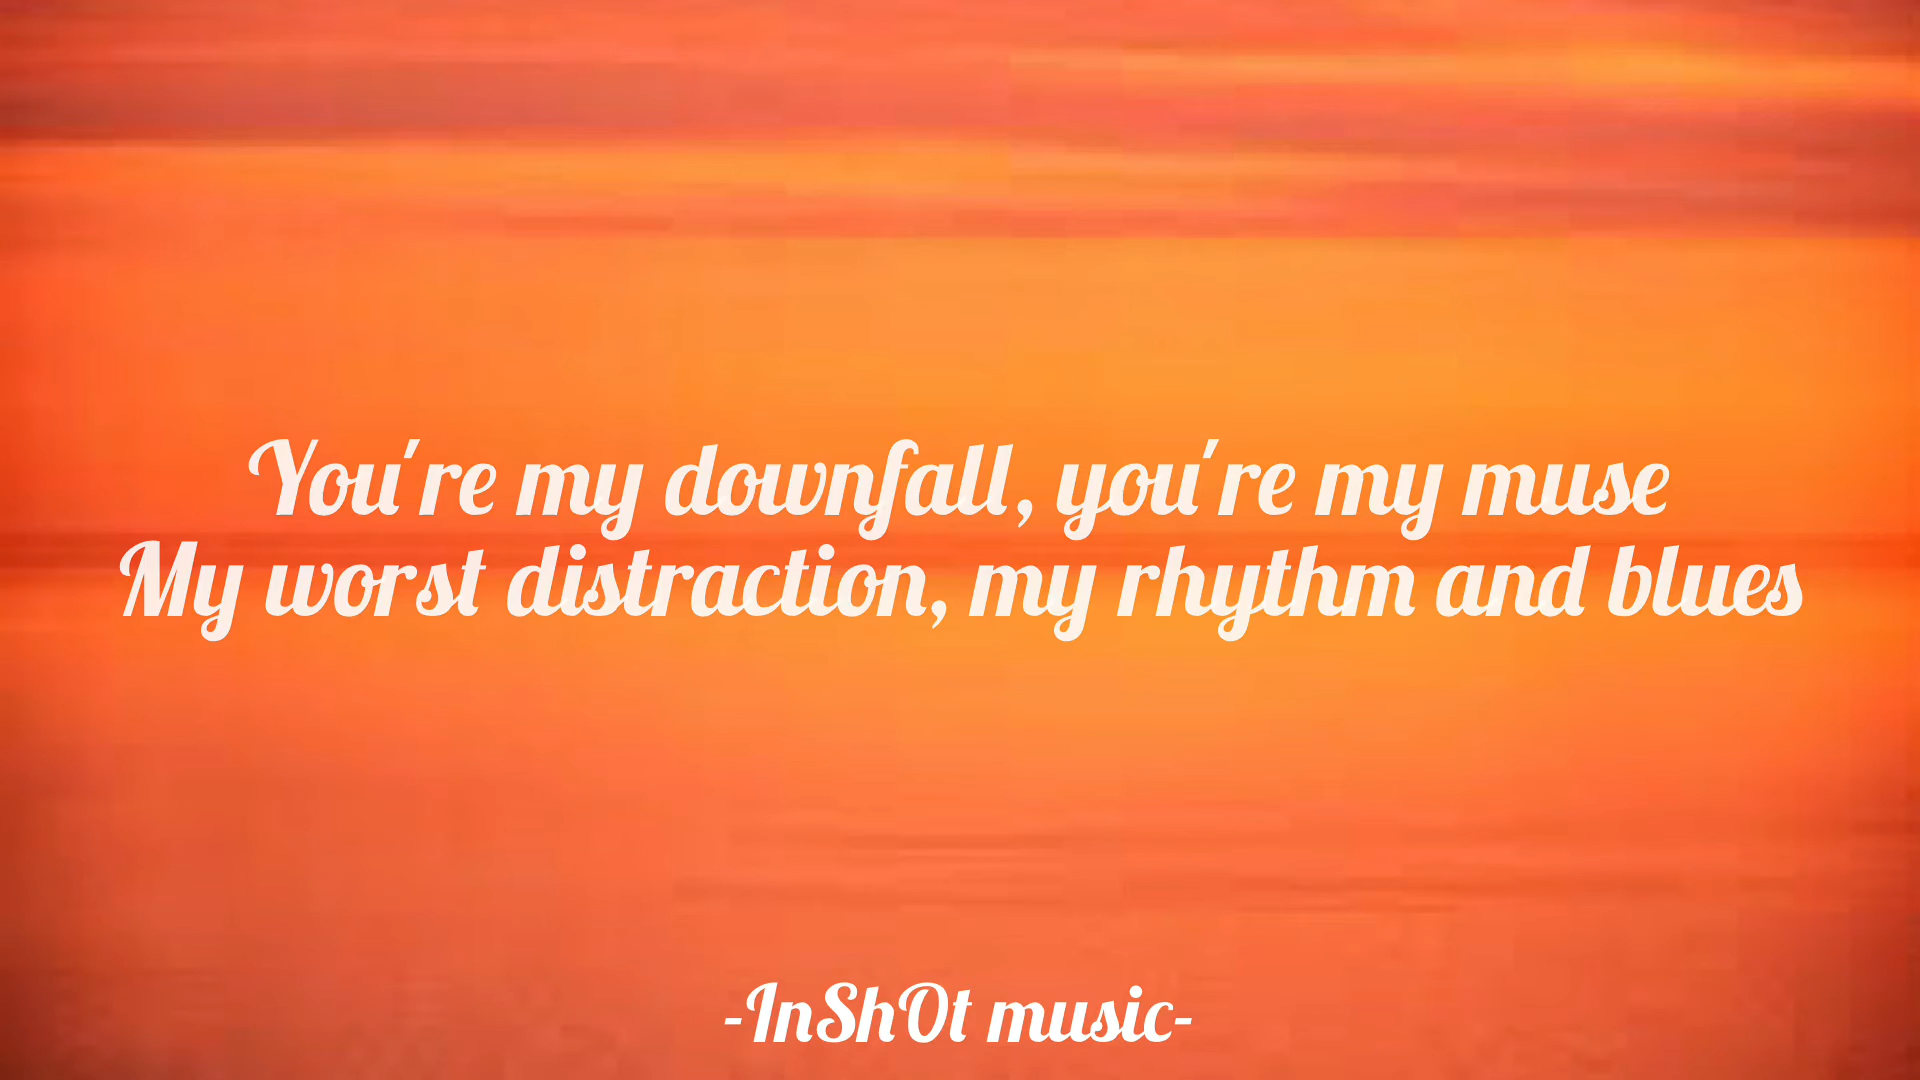 You're my downfall, you're my muse
My worst distraction, my rhythm and blues
-InShOt music-